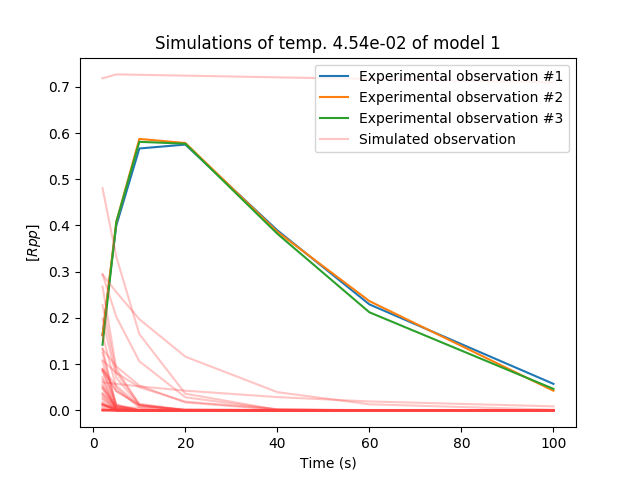 Simulations of temp. 4.54e-02 of model 1
Experimental observation #1
Experimental observation #2
Experimental observation #3
Simulated observation
[Rpp]
0.7
0.6
0.5
0.4
0.3
0.2
0.1
0.0
0 20 40 60 80 100
Time (s)